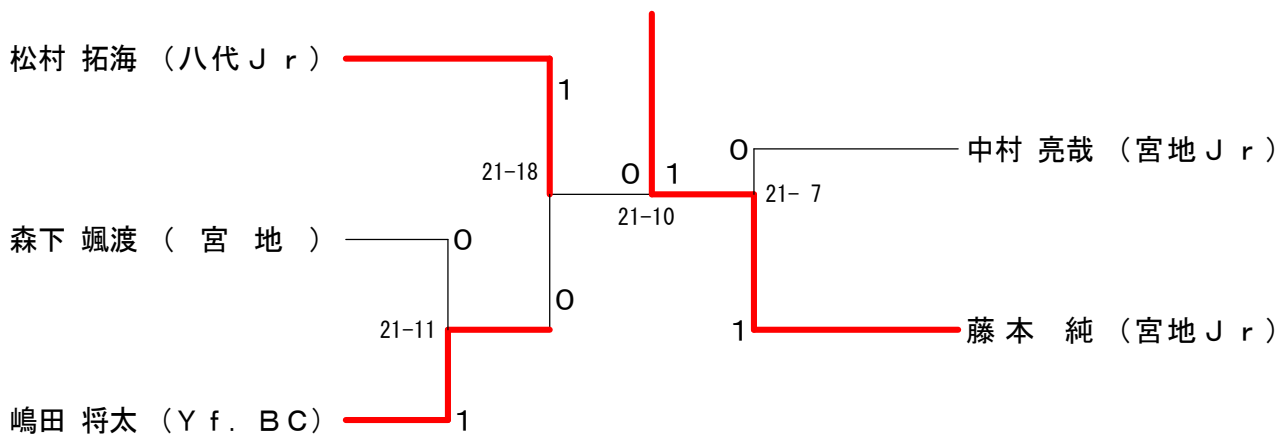 松村 拓海 （八代Ｊｒ）
1
0
中村 亮哉 （宮地Ｊｒ）
21-18
0 1
21- 7
21-10
森下 颯渡 （ 宮 地 ）
0
0
21-11
1
藤 本 純 （宮地Ｊｒ）
嶋田 将太 （Ｙｆ．ＢＣ）
1